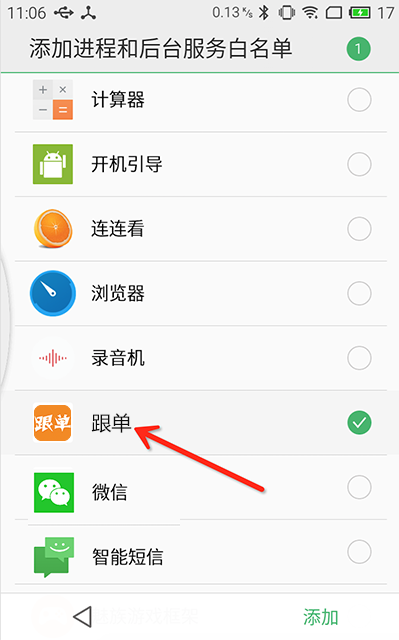 11:06 0.13 K/s 17
添加进程和后台服务白名单 1
计算器
开机引导
连连看
浏览器
录音机
跟单 跟单
微信
智能短信
添加